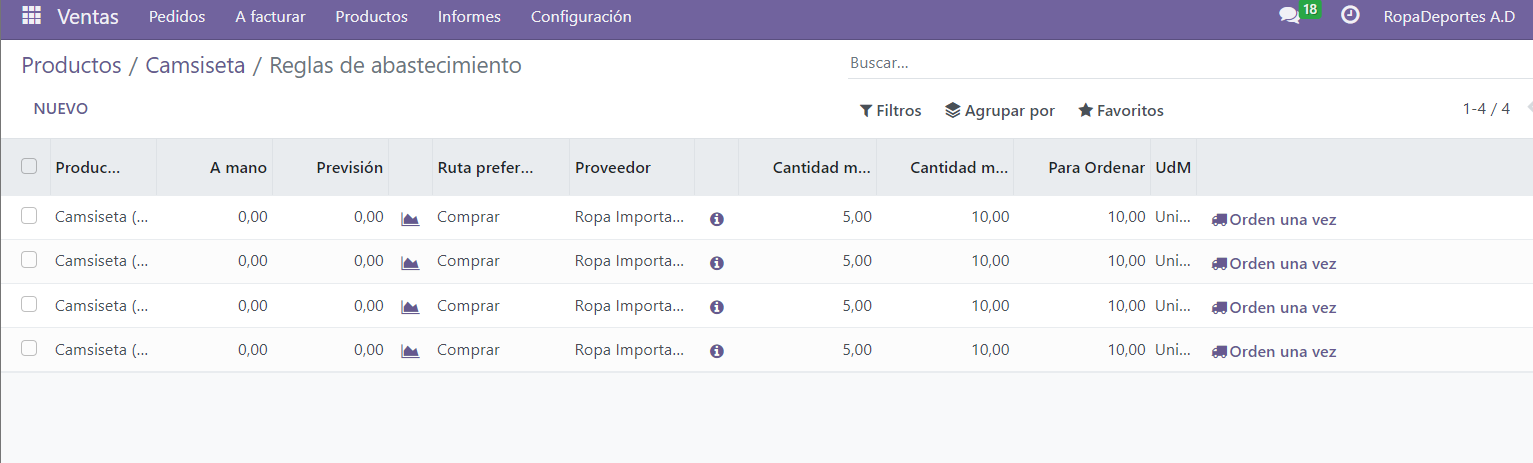 Ventas Pedidos A facturar Productos Informes Configuración 18 RopaDeportes A.D
Productos / Camsiseta / Reglas de abastecimiento Buscar...
NUEVO Filtros Agrupar por Favoritos 1-4 / 4
Produc... A mano Previsión Ruta prefer... Proveedor Cantidad m... Cantidad m... Para Ordenar UdM
Camsiseta (... 0,00 0,00 Comprar Ropa Importa... 5,00 10,00 10,00 Uni... Orden una vez
Camsiseta (... 0,00 0,00 Comprar Ropa Importa... 5,00 10,00 10,00 Uni... Orden una vez
Camsiseta (... 0,00 0,00 Comprar Ropa Importa... 5,00 10,00 10,00 Uni... Orden una vez
Camsiseta (... 0,00 0,00 Comprar Ropa Importa... 5,00 10,00 10,00 Uni... Orden una vez